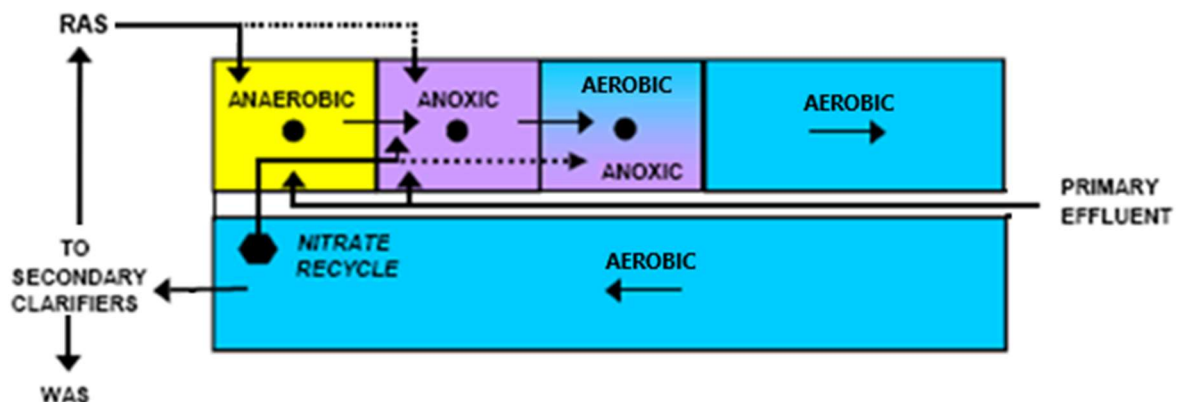 RAS
ANAEROBIC
ANOXIC
AEROBIC
ANOXIC
AEROBIC
PRIMARY
EFFLUENT
NITRATE
RECYCLE
AEROBIC
TO
SECONDARY
CLARIFIERS
WAS